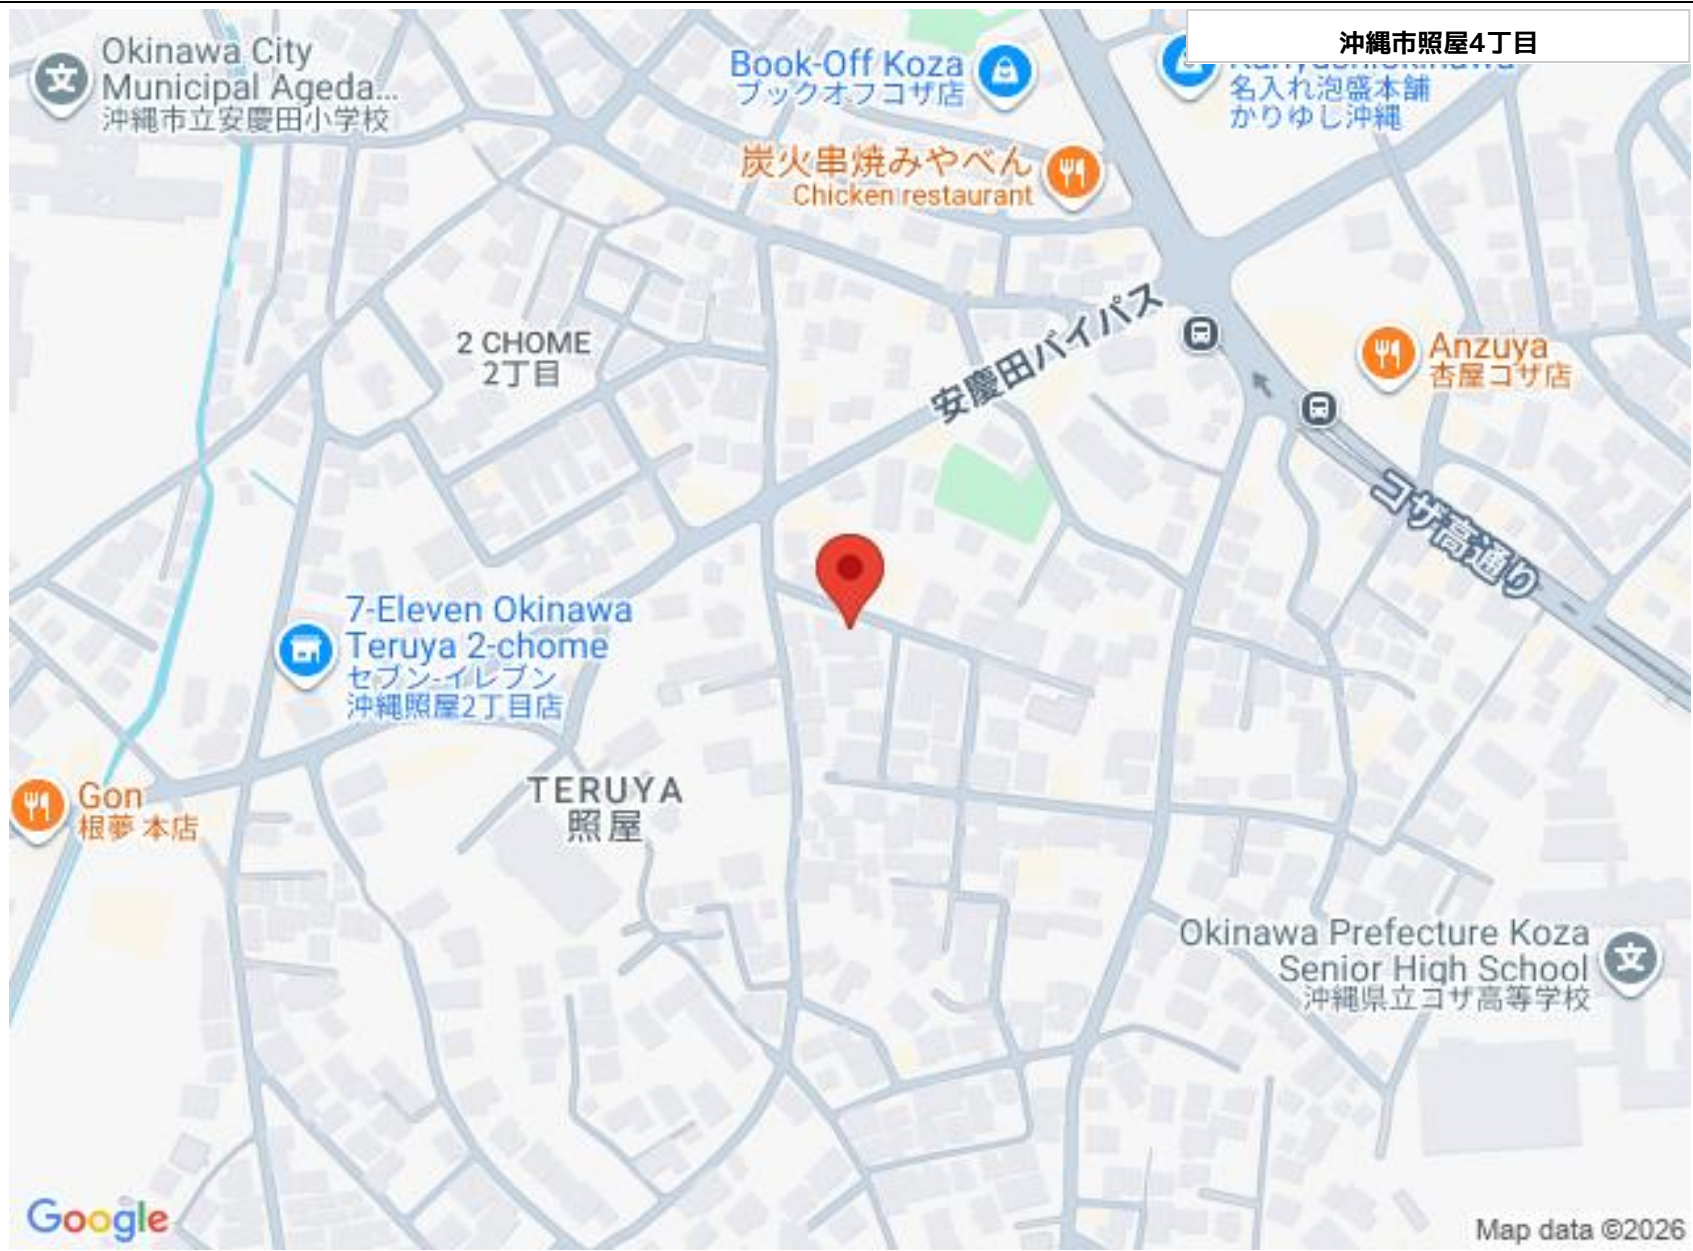 沖縄市照屋4丁目
Okinawa City
Municipal Ageda...
沖縄市立安慶田小学校
Book-Off Koza
ブックオフコザ店
名入れ泡盛本舗
かりゆし沖縄
炭火串焼みやべん
Chicken restaurant
2 CHOME
2丁目
安慶田バイパス
Anzuya
杏屋コザ店
コザ高通り
7-Eleven Okinawa
Teruya 2-chome
セブン-イレブン
沖縄照屋2丁目店
Gon
根夢 本店
TERUYA
照屋
Okinawa Prefecture Koza
Senior High School
沖縄県立コザ高等学校
Google
Map data ©2026